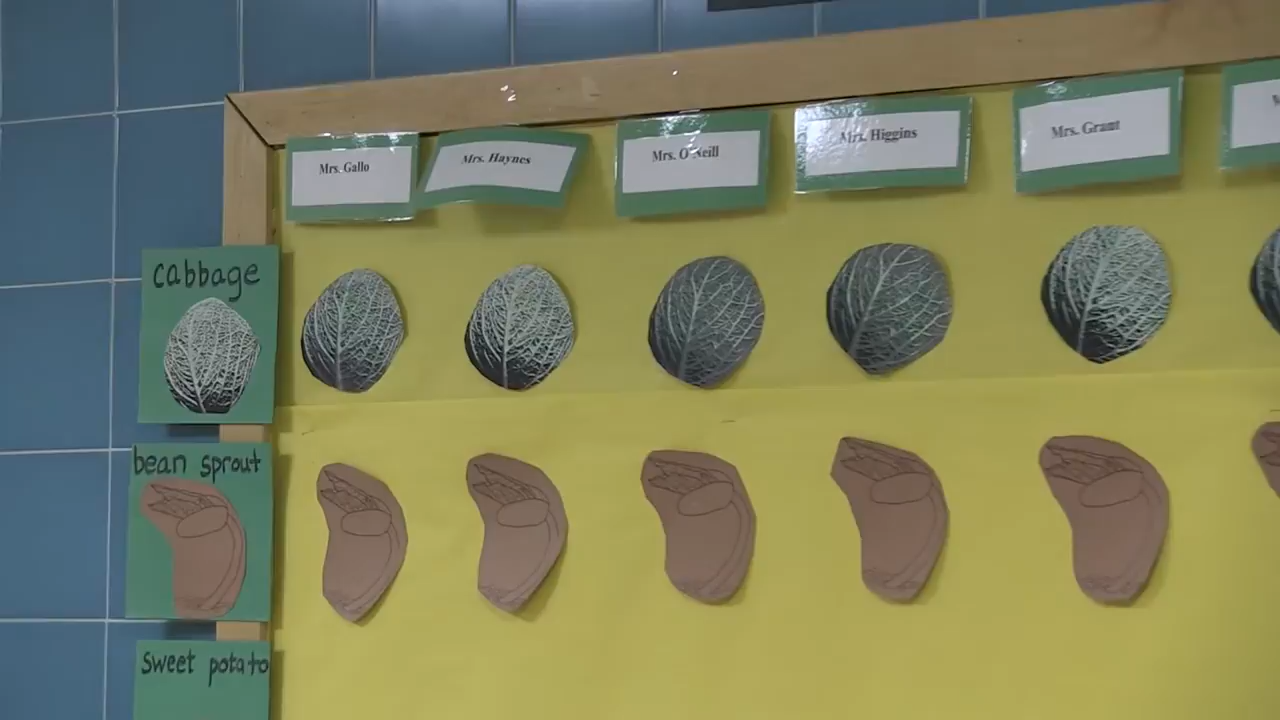 Mrs. Gallo
Mrs. Haynes
Mrs. O'Neill
Mrs. Higgins
Mrs. Grant
cabbage
bean sprout
sweet potato